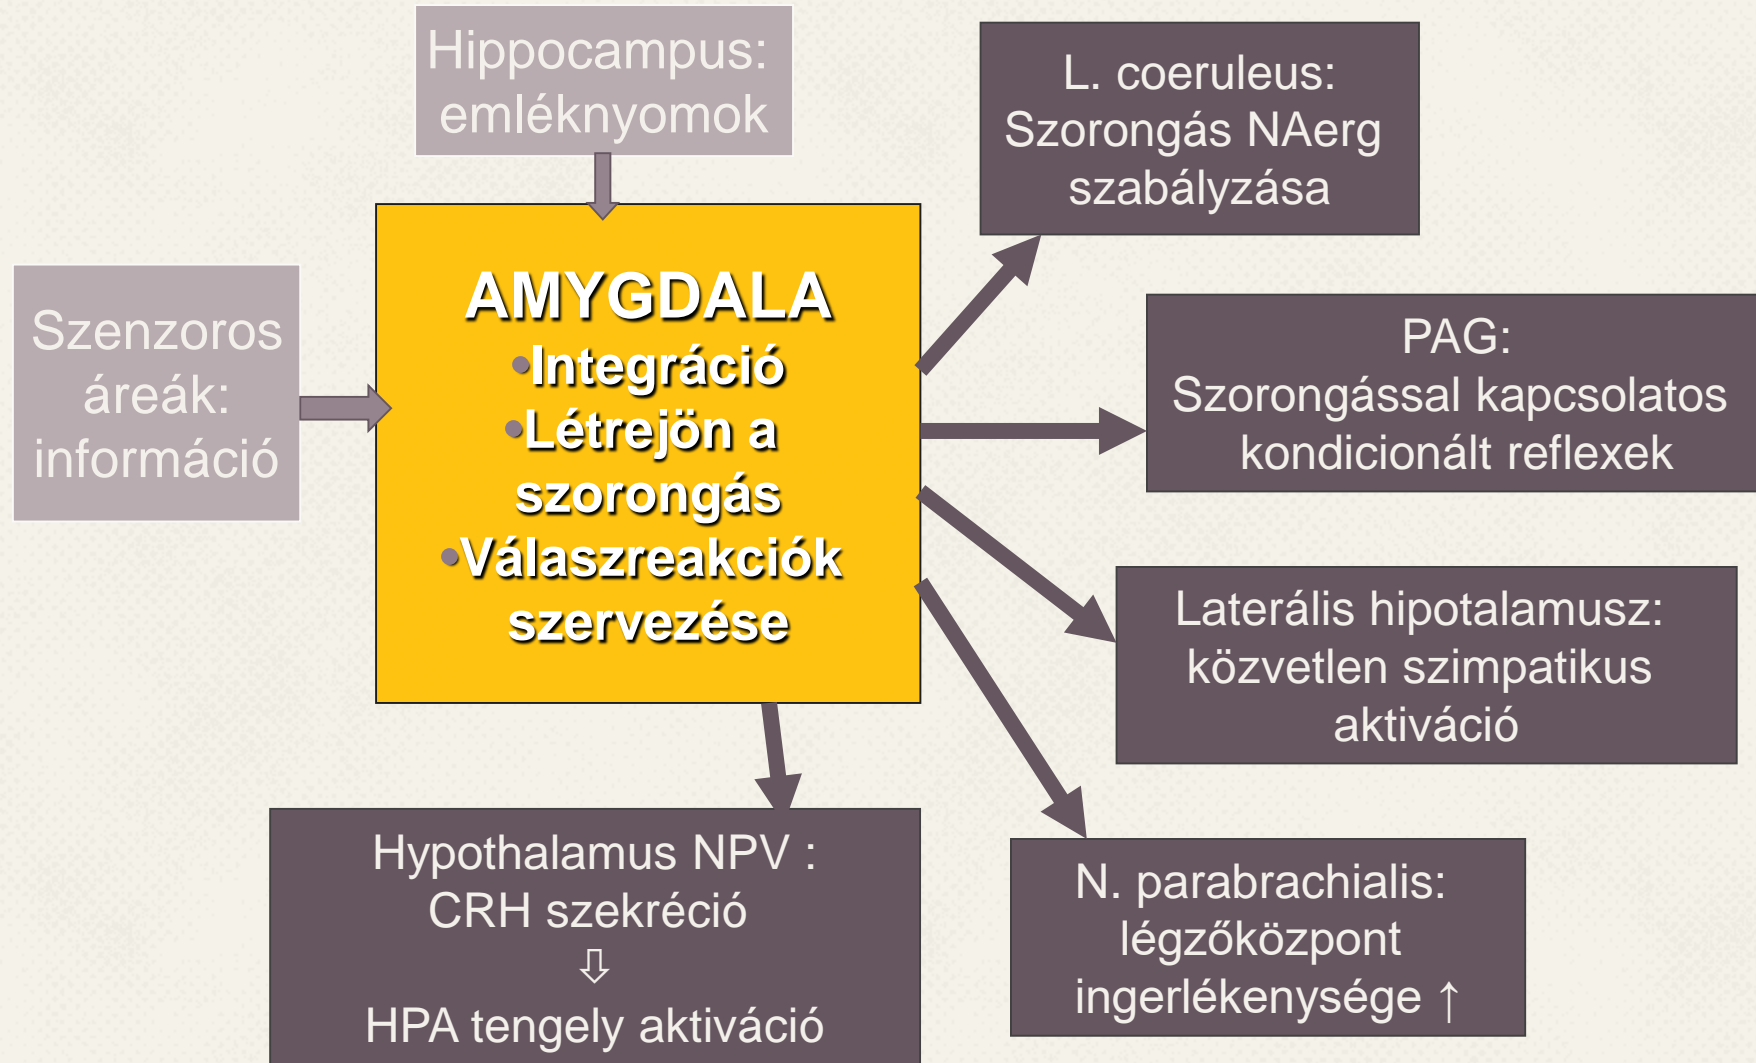 Hippocampus:
emléknyomok
L. coeruleus:
Szorongás NAerg
szabályzása
Szenzoros
áreák:
információ
AMYGDALA
•Integráció
•Létrejön a
szorongás
•Válaszreakciók
szervezése
PAG:
Szorongással kapcsolatos
kondicionált reflexek
Laterális hipotalamusz:
közvetlen szimpatikus
aktiváció
Hypothalamus NPV :
CRH szekréció
⇩
HPA tengely aktiváció
N. parabrachialis:
légzőközpont
ingerlékenysége ↑